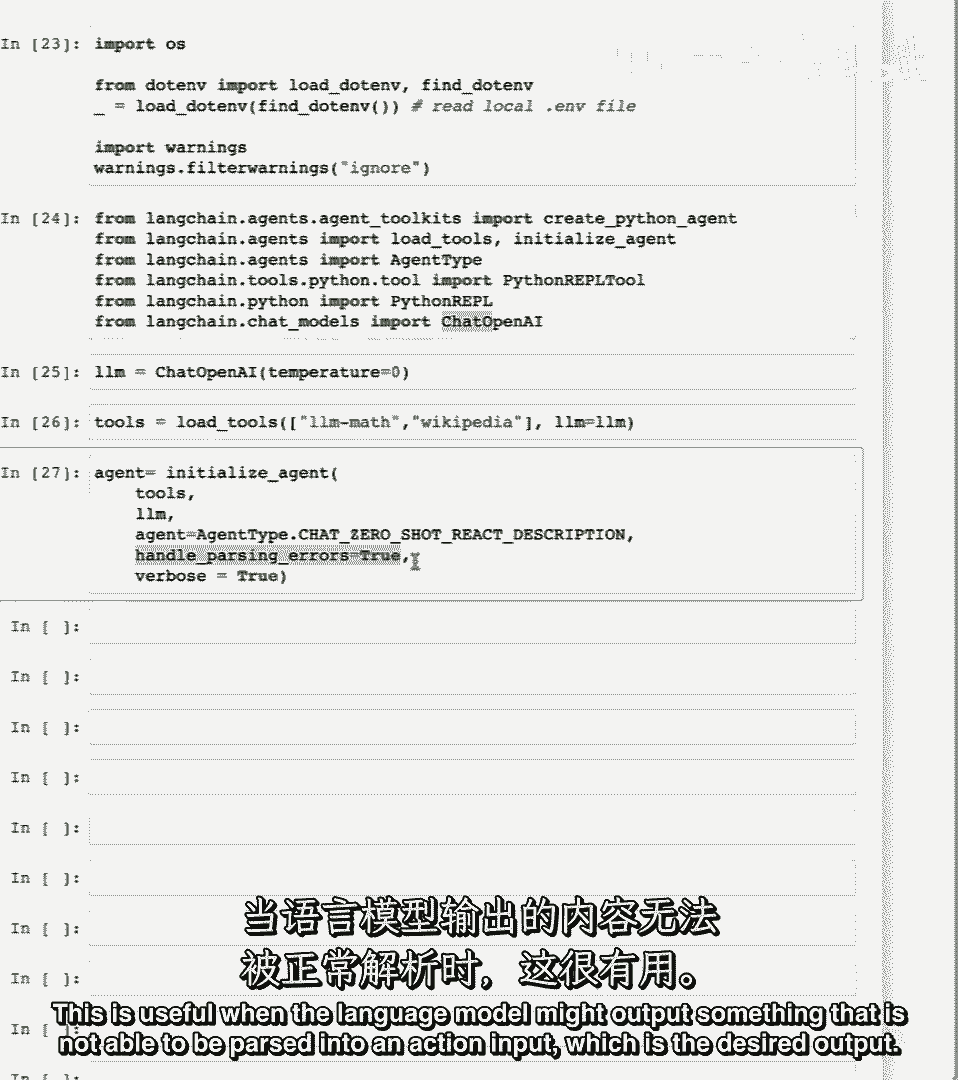 In [23]: import os
from dotenv import load_dotenv, find_dotenv
_ = load_dotenv(find_dotenv()) # read local .env file
import warnings
warnings.filterwarnings("ignore")
In [24]: from langchain.agents.agent_toolkits import create_python_agent
from langchain.agents import load_tools, initialize_agent
from langchain.agents import AgentType
from langchain.tools.python.tool import PythonREPLTool
from langchain.python import PythonREPL
from langchain.chat_models import ChatOpenAI
In [25]: llm = ChatOpenAI(temperature=0)
In [26]: tools = load_tools(["llm-math","wikipedia"], llm=llm)
In [27]: agent= initialize_agent(
tools,
llm,
agent=AgentType.CHAT_ZERO_SHOT_REACT_DESCRIPTION,
handle_parsing_errors=True,
verbose = True)
In [ ]:
In [ ]:
In [ ]:
In [ ]:
In [ ]:
In [ ]:
In [ ]:
In [ ]:
In [ ]:
In [ ]:
当语言模型输出的内容无法
被正常解析时，这很有用。
This is useful when the language model might output something that is
not able to be parsed into an action input, which is the desired output.